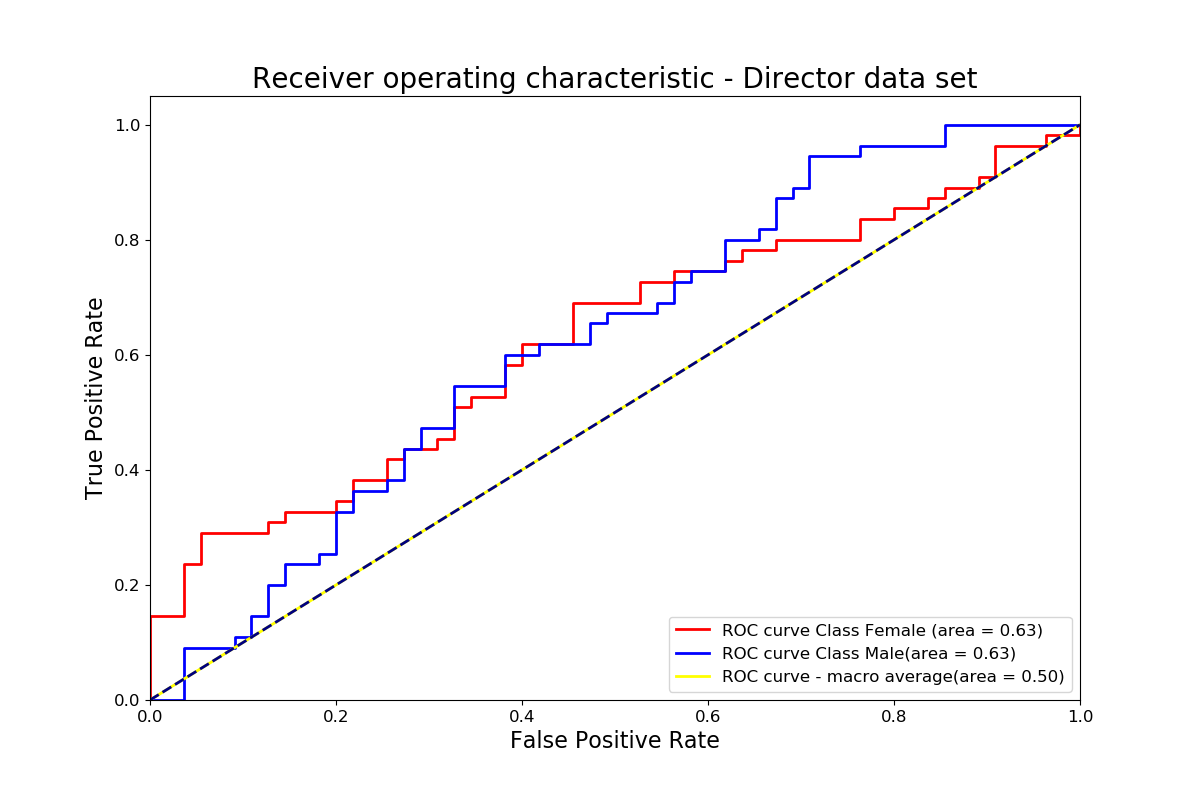 Receiver operating characteristic - Director data set
True Positive Rate
1.0
0.8
0.6
0.4
0.2
0.0
0.0 0.2 0.4 0.6 0.8 1.0
False Positive Rate
ROC curve Class Female (area = 0.63)
ROC curve Class Male(area = 0.63)
ROC curve - macro average(area = 0.50)